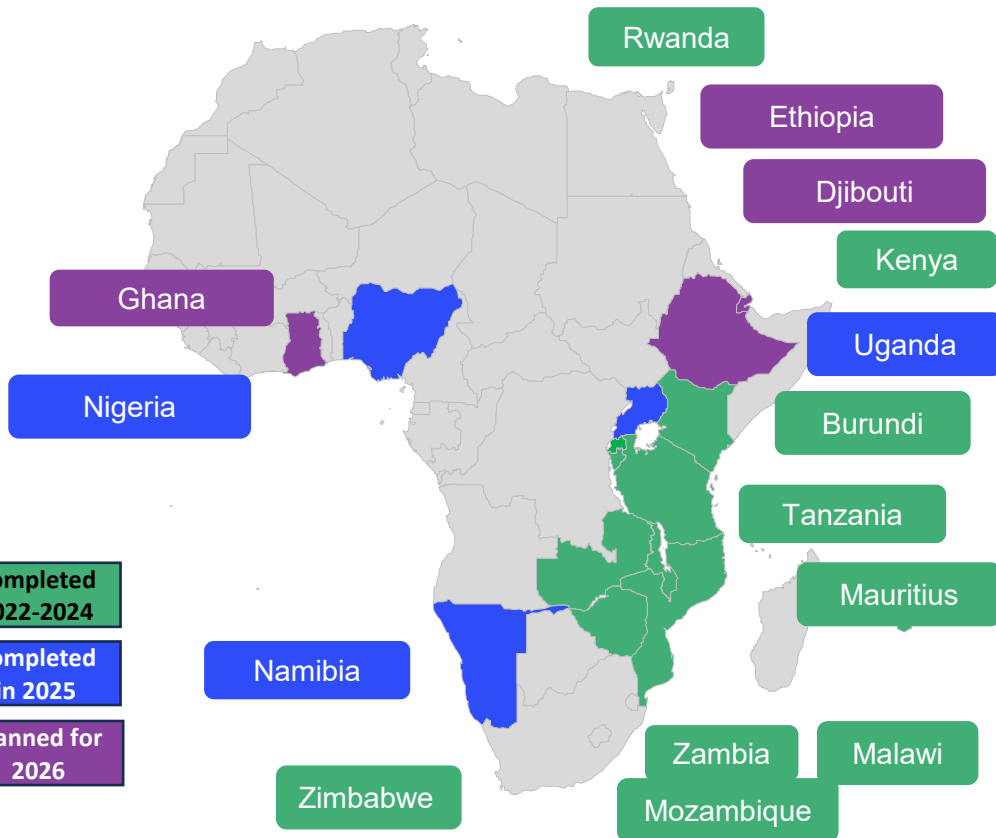 Rwanda
Ethiopia
Djibouti
Kenya
Ghana
Uganda
Nigeria
Burundi
Tanzania
ompleted
022-2024
Mauritius
ompleted
in 2025
Namibia
anned for
2026
Zambia
Malawi
Zimbabwe
Mozambique